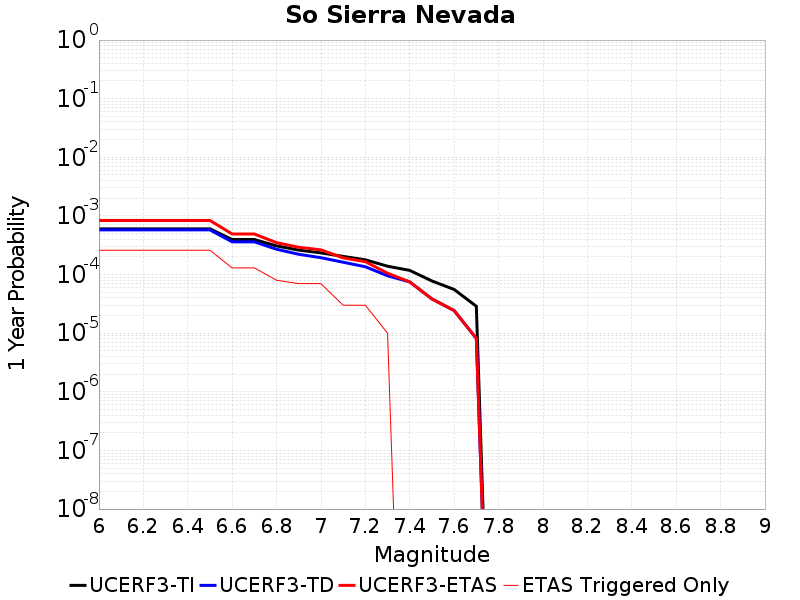 So Sierra Nevada
10^0
10^-1
10^-2
10^-3
10^-4
10^-5
10^-6
10^-7
10^-8
1 Year Probability
6 6.2 6.4 6.6 6.8 7 7.2 7.4 7.6 7.8 8 8.2 8.4 8.6 8.8 9
Magnitude
UCERF3-TI UCERF3-TD UCERF3-ETAS ETAS Triggered Only